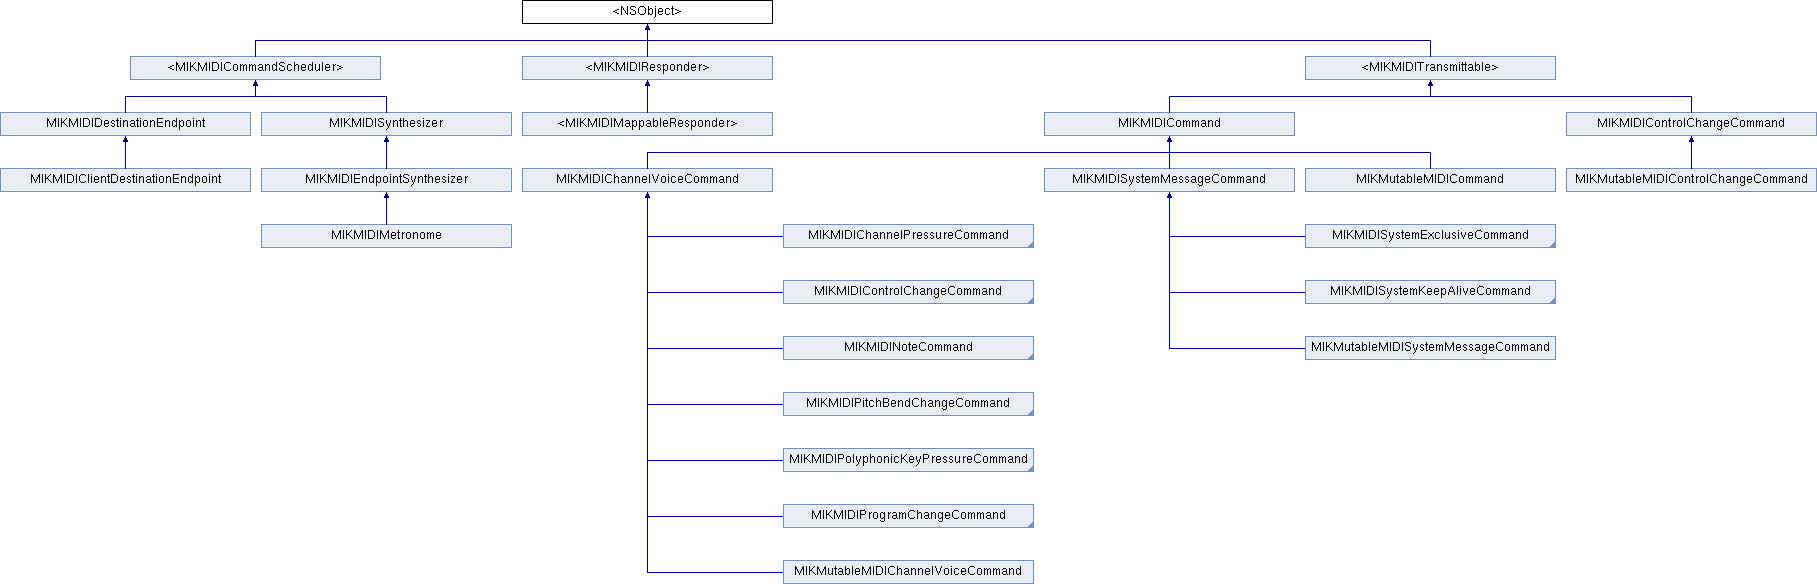 <NSObject>
<MIKMIDICommandScheduler>
<MIKMIDIResponder>
<MIKMIDITransmittable>
MIKMIDIDestinationEndpoint
MIKMIDISynthesizer
<MIKMIDIMappableResponder>
MIKMIDICommand
MIKMIDIControlChangeCommand
MIKMIDIClientDestinationEndpoint
MIKMIDIEndpointSynthesizer
MIKMIDIChannelVoiceCommand
MIKMIDISystemMessageCommand
MIKMutableMIDICommand
MIKMutableMIDIControlChangeCommand
MIKMIDIMetronome
MIKMIDIChannelPressureCommand
MIKMIDISystemExclusiveCommand
MIKMIDIControlChangeCommand
MIKMIDISystemKeepAliveCommand
MIKMIDINoteCommand
MIKMutableMIDISystemMessageCommand
MIKMIDIPitchBendChangeCommand
MIKMIDIPolyphonicKeyPressureCommand
MIKMIDIProgramChangeCommand
MIKMutableMIDIChannelVoiceCommand